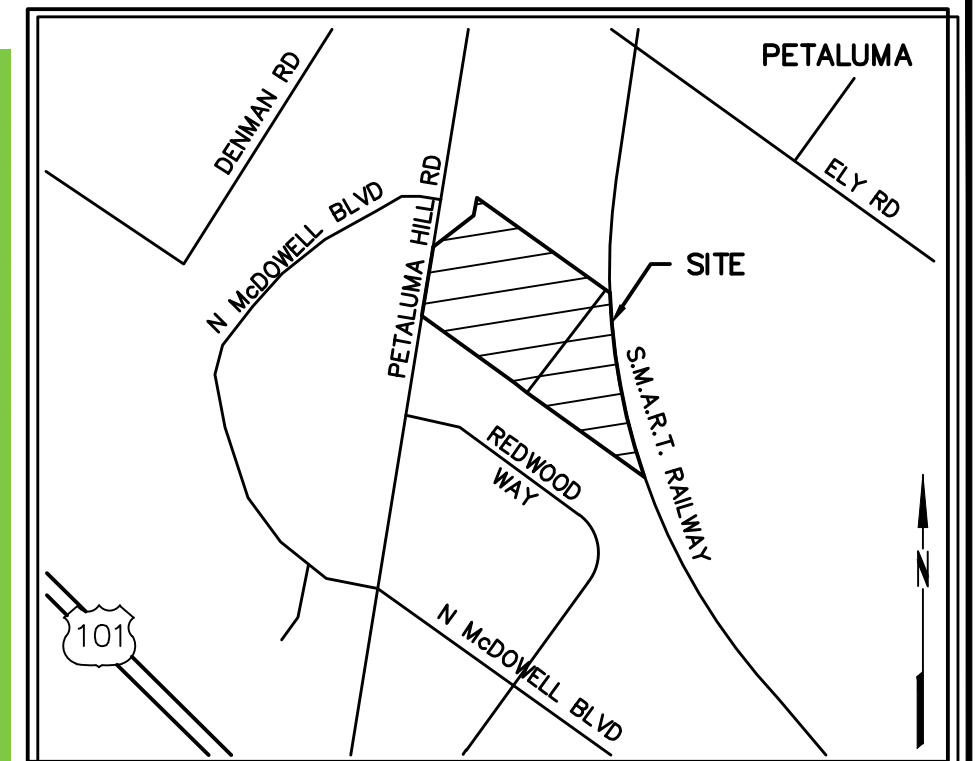 PETALUMA
DENMAN RD
ELY RD
N McDOWELL BLVD
PETALUMA HILL RD
SITE
S.M.A.R.T. RAILWAY
REDWOOD
WAY
N
101
N McDOWELL BLVD